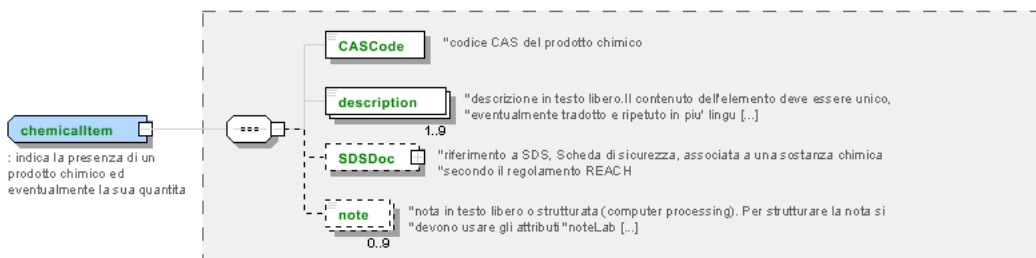 CASCode
"codice CAS del prodotto chimico
description
"descrizione in testo libero.Il contenuto dell'elemento deve essere unico,
"eventualmente tradotto e ripetuto in piu' lingu [...]
1..9
chemicalItem
: indica la presenza di un
prodotto chimico ed
eventualmente la sua quantita
SDSDoc
"riferimento a SDS, Scheda di sicurezza, associata a una sostanza chimica
"secondo il regolamento REACH
note
"nota in testo libero o strutturata (computer processing). Per strutturare la nota si
"devono usare gli attributi "noteLab [...]
0..9